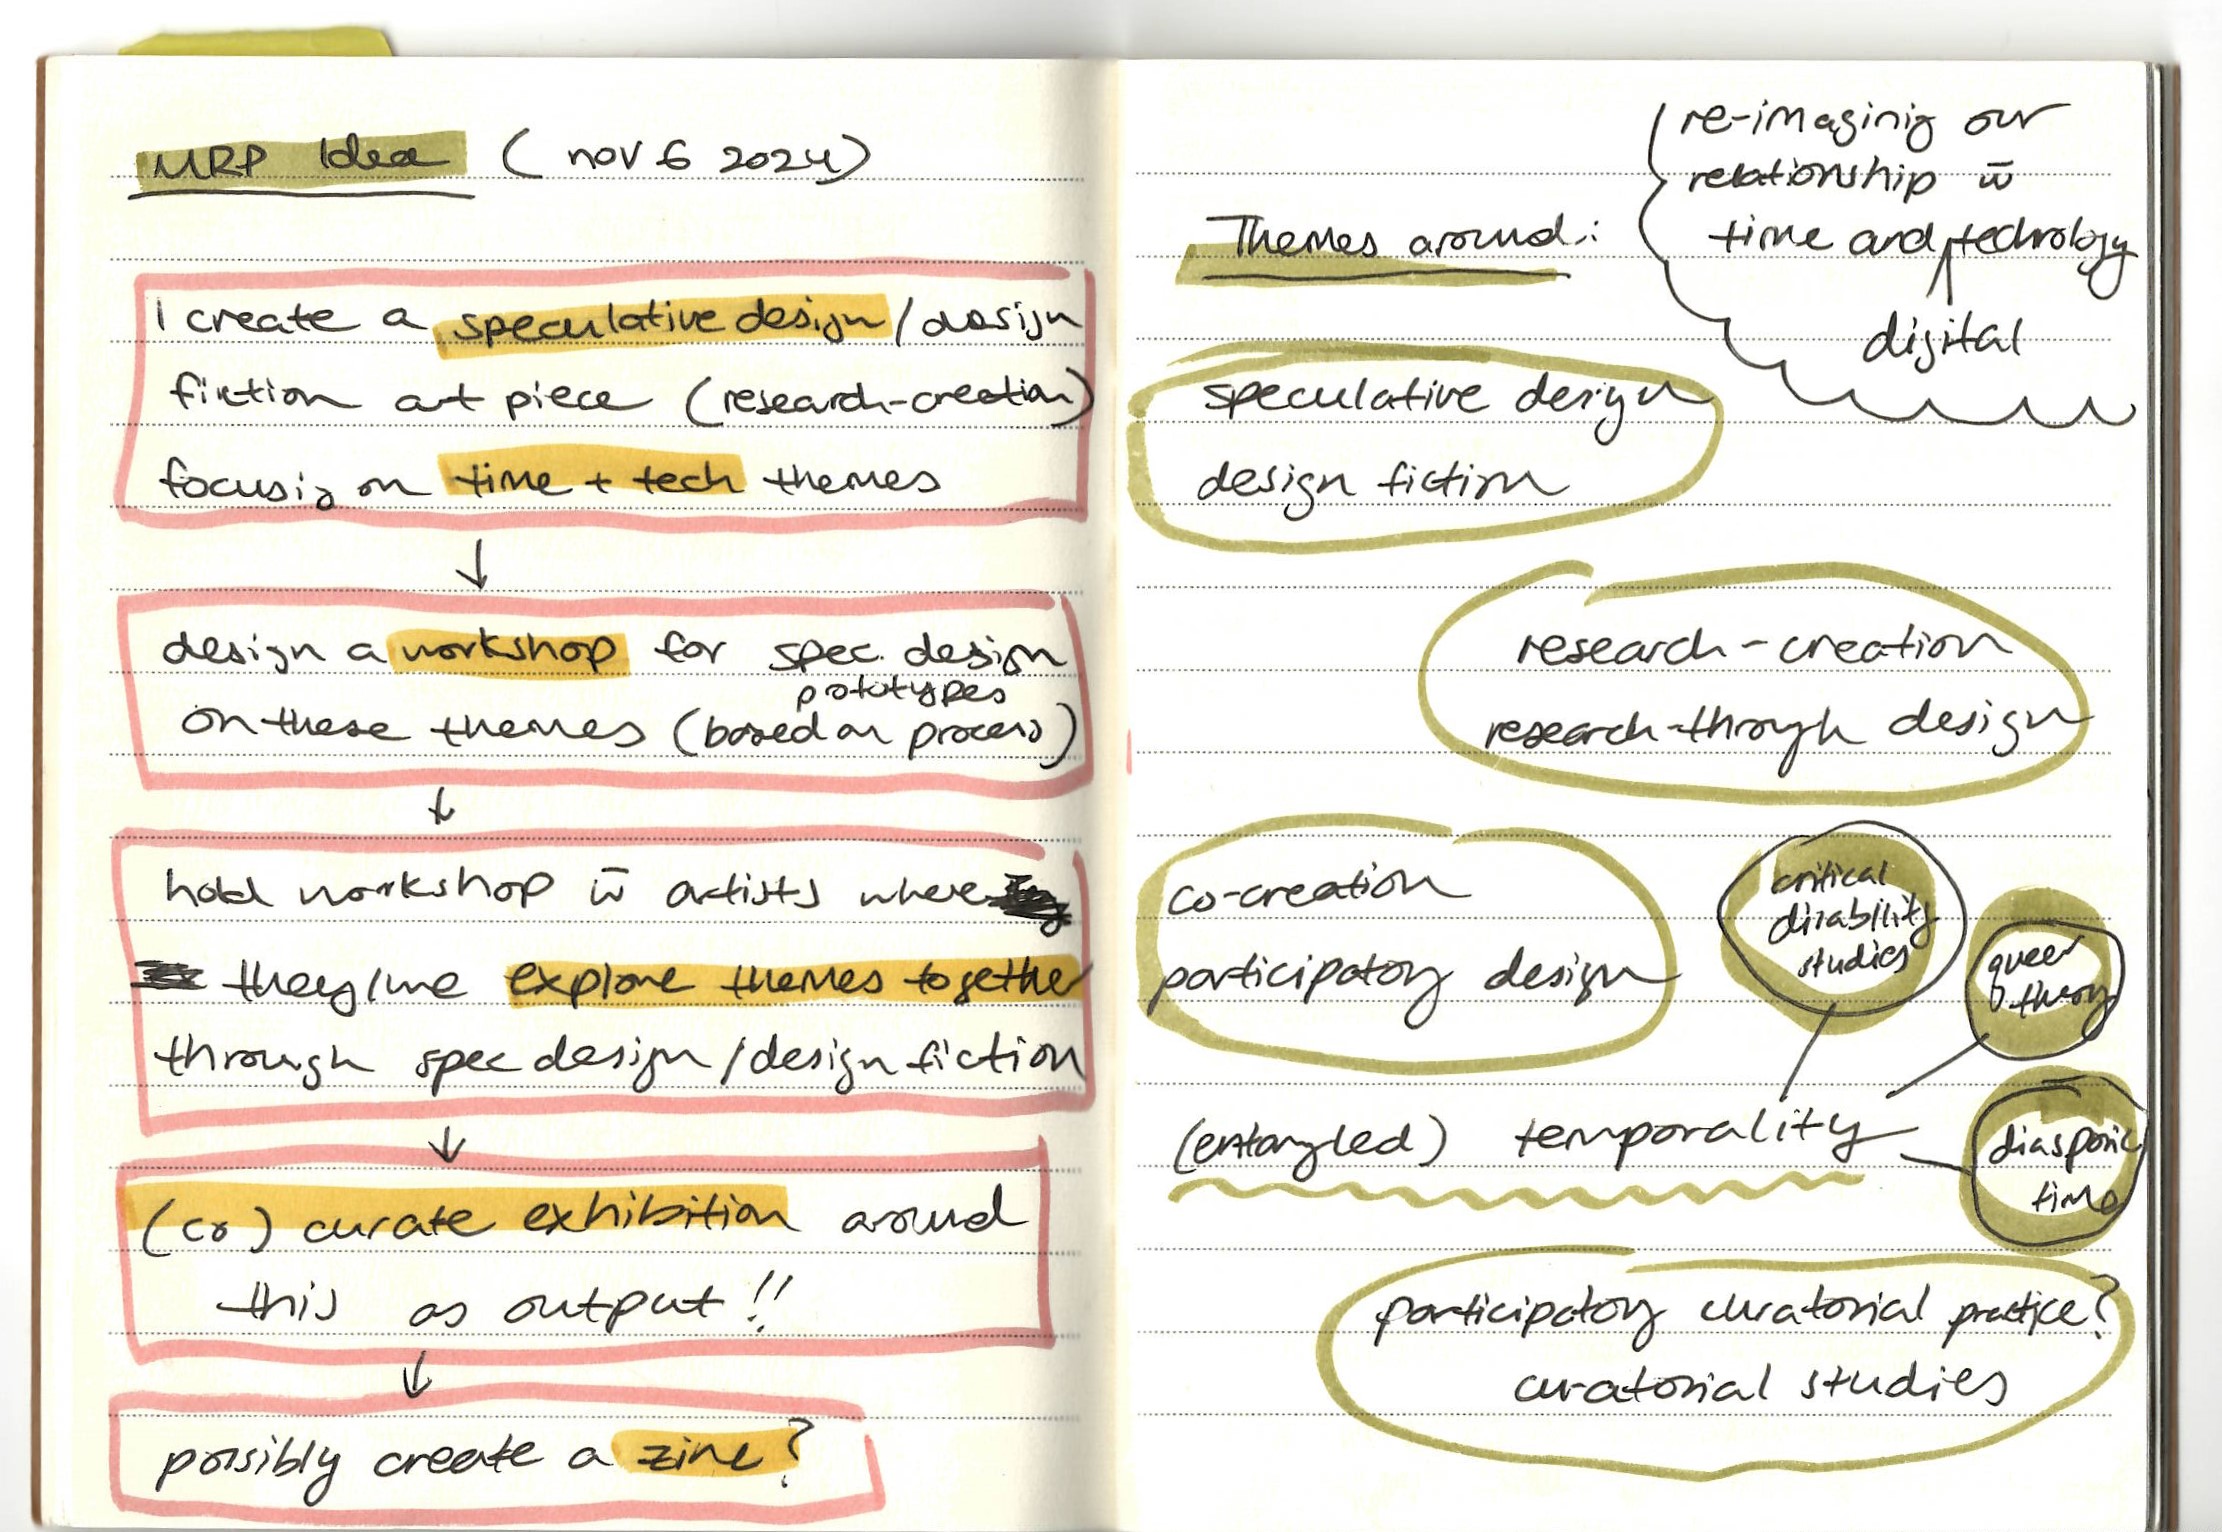 MRP Idea (nov 6 2024)
I create a speculative design / design
fiction art piece (research-creation)
focusing on time + tech themes
↓
design a workshop for spec. design
prototypes
on these themes (based on process)
↓
hold workshop w̄ artists where
they/we explore themes together
through spec design / design fiction
↓
(co) curate exhibition around
this as output!!
↓
possibly create a zine?
re-imagining our
relationship w̄
time and technology
digital
Themes around:
speculative design
design fiction
research-creation
research-through design
co-creation
participatory design
critical
disability
studies
queer
theory
(entangled) temporality
diasporic
time
participatory curatorial practice?
curatorial studies